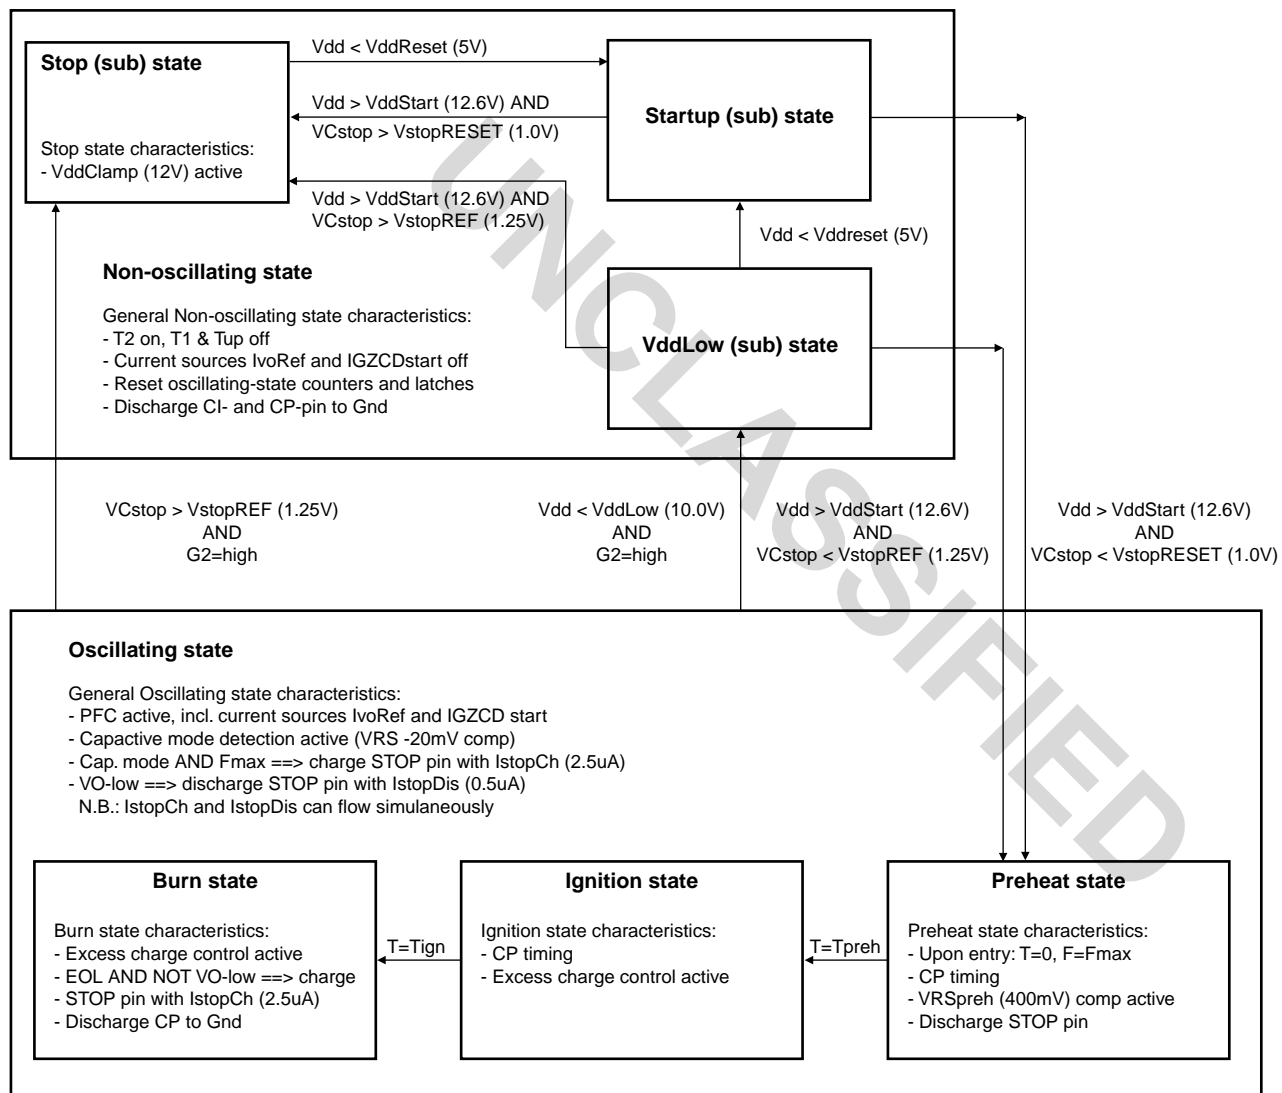 Stop (sub) state
Stop state characteristics:
- VddClamp (12V) active
Vdd < VddReset (5V)
Vdd > VddStart (12.6V) AND
VCstop > VstopRESET (1.0V)
Vdd > VddStart (12.6V) AND
VCstop > VstopREF (1.25V)
Startup (sub) state
Vdd < Vddreset (5V)
VddLow (sub) state
Non-oscillating state
General Non-oscillating state characteristics:
- T2 on, T1 & Tup off
- Current sources IvoRef and IGZCDstart off
- Reset oscillating-state counters and latches
- Discharge CI- and CP-pin to Gnd
VCstop > VstopREF (1.25V)
AND
G2=high
Vdd < VddLow (10.0V)
AND
G2=high
Vdd > VddStart (12.6V)
AND
VCstop < VstopREF (1.25V)
Vdd > VddStart (12.6V)
AND
VCstop < VstopRESET (1.0V)
Oscillating state
General Oscillating state characteristics:
- PFC active, incl. current sources IvoRef and IGZCD start
- Capactive mode detection active (VRS -20mV comp)
- Cap. mode AND Fmax ==> charge STOP pin with IstopCh (2.5uA)
- VO-low ==> discharge STOP pin with IstopDis (0.5uA)
N.B.: IstopCh and IstopDis can flow simulaneously
Burn state
Burn state characteristics:
- Excess charge control active
- EOL AND NOT VO-low ==> charge
- STOP pin with IstopCh (2.5uA)
- Discharge CP to Gnd
T=Tign
Ignition state
Ignition state characteristics:
- CP timing
- Excess charge control active
T=Tpreh
Preheat state
Preheat state characteristics:
- Upon entry: T=0, F=Fmax
- CP timing
- VRSpreh (400mV) comp active
- Discharge STOP pin
UNCLASSIFIED